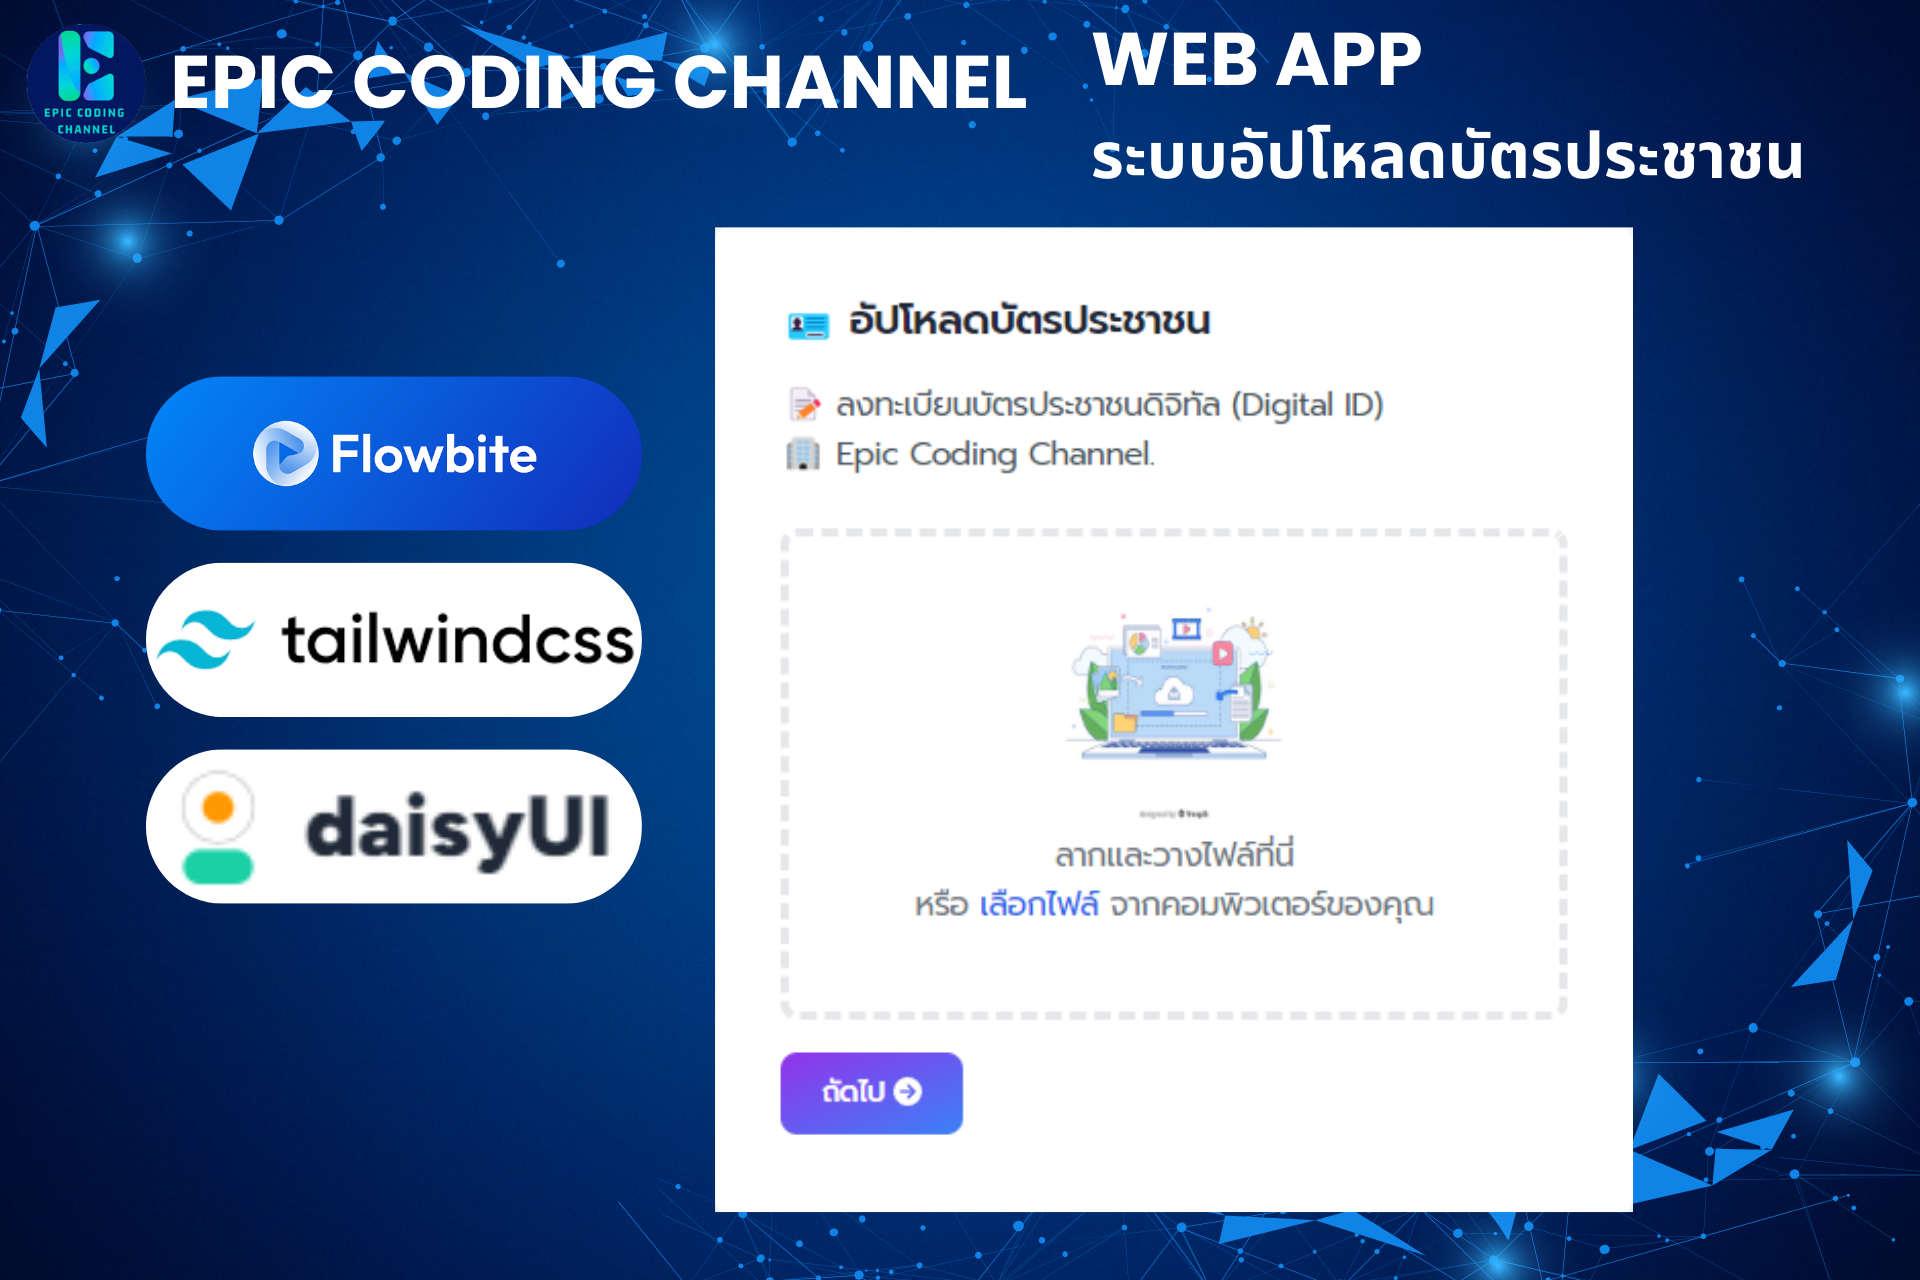 EPIC CODING
CHANNEL
EPIC CODING CHANNEL
WEB APP
ระบบอัปโหลดบัตรประชาชน
Flowbite
tailwindcss
daisyUI
อัปโหลดบัตรประชาชน
ลงทะเบียนบัตรประชาชนดิจิทัล (Digital ID)
Epic Coding Channel.
ลากและวางไฟล์ที่นี่
หรือ เลือกไฟล์ จากคอมพิวเตอร์ของคุณ
ถัดไป